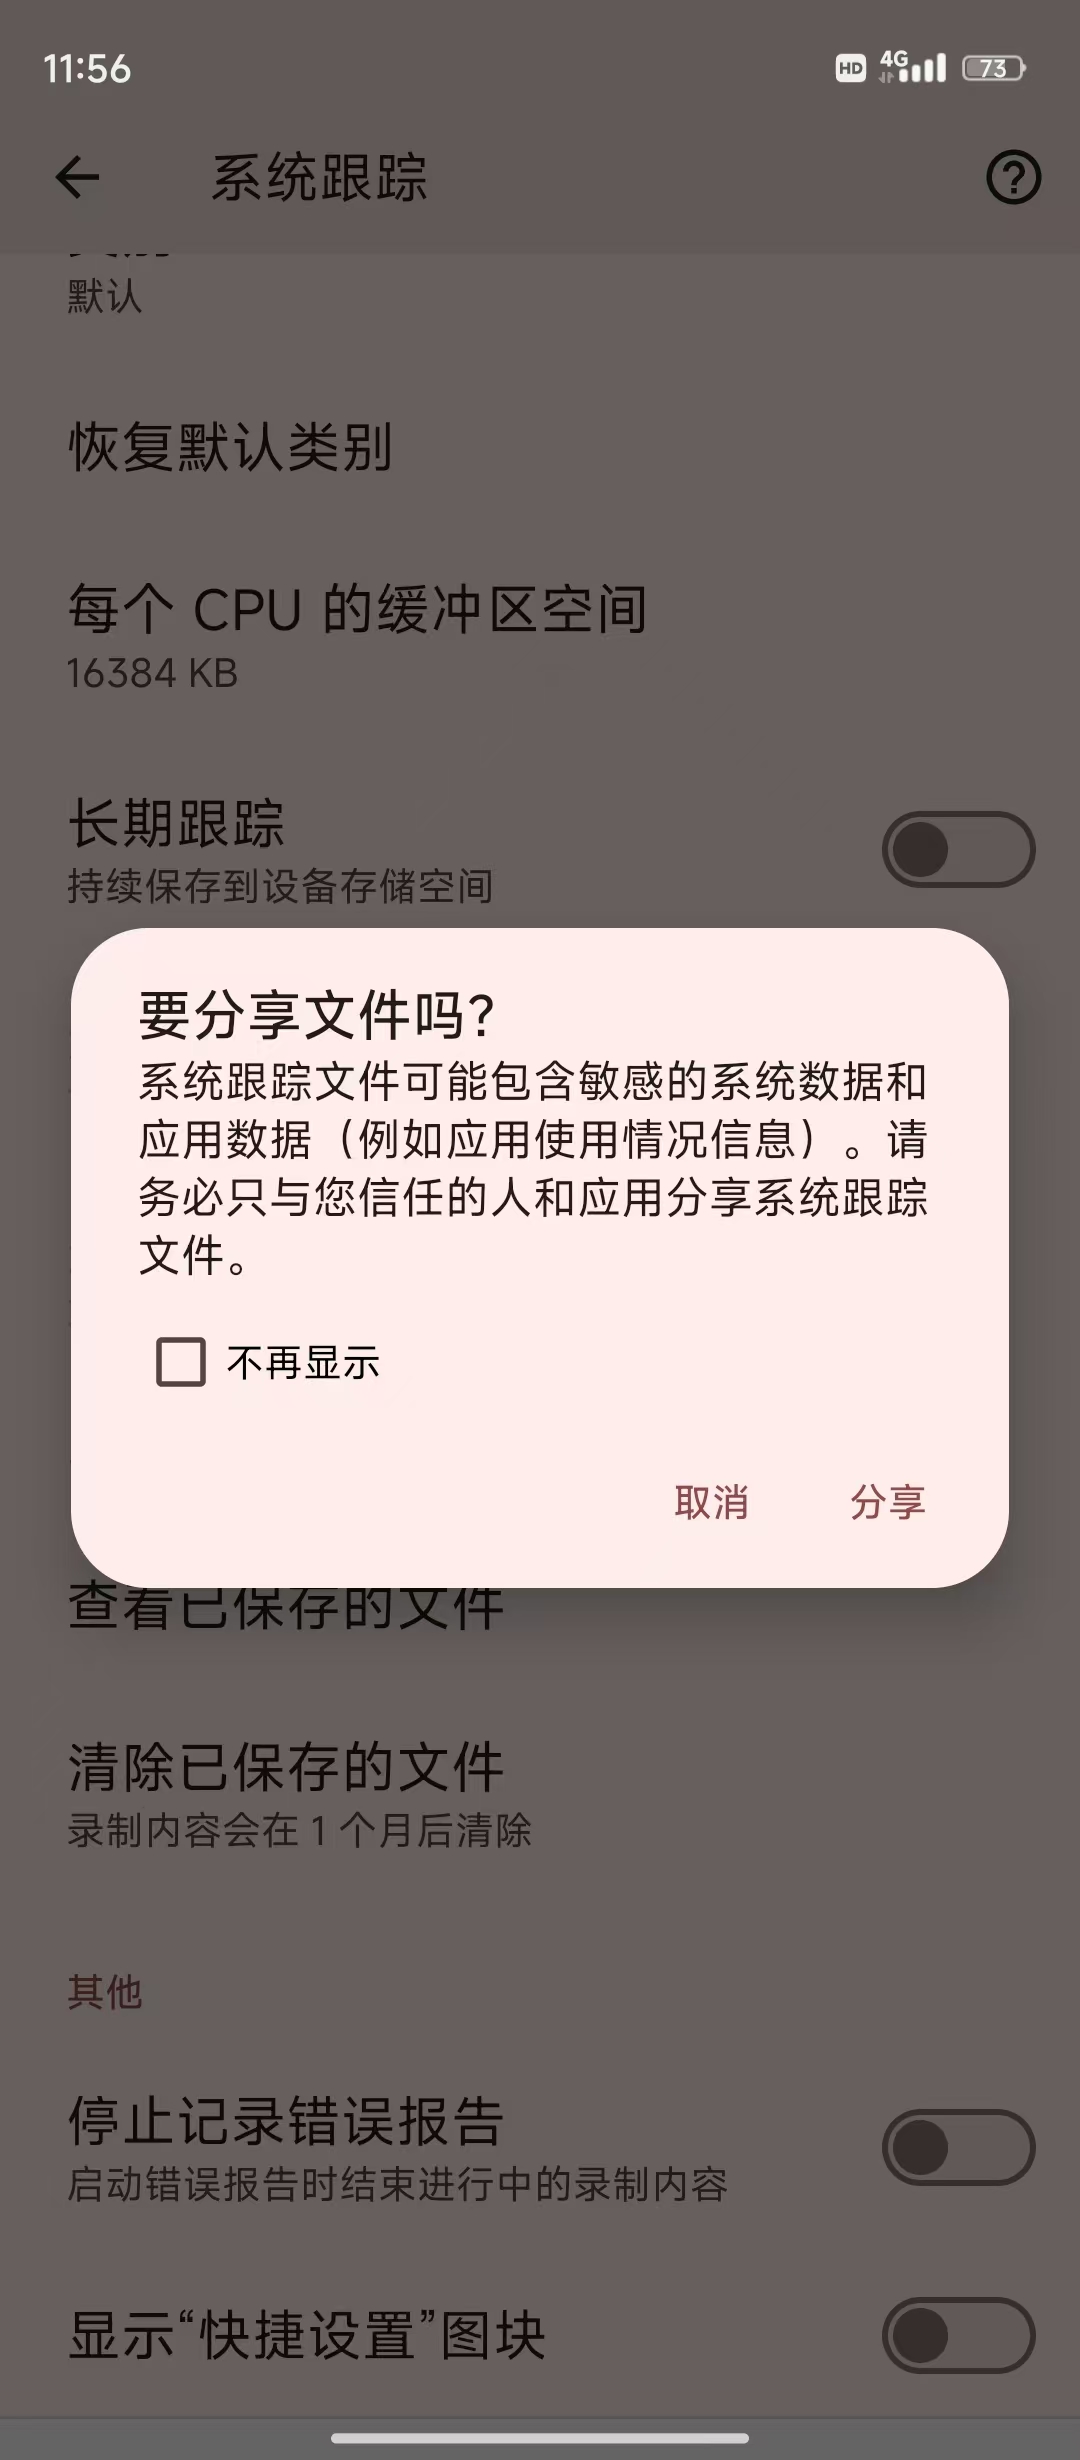 11:56
HD 4G 73
系统跟踪
默认
恢复默认类别
每个 CPU 的缓冲区空间
16384 KB
长期跟踪
持续保存到设备存储空间
要分享文件吗?
系统跟踪文件可能包含敏感的系统数据和
应用数据（例如应用使用情况信息）。请
务必只与您信任的人和应用分享系统跟踪
文件。
不再显示
取消 分享
查看已保存的文件
清除已保存的文件
录制内容会在 1 个月后清除
其他
停止记录错误报告
启动错误报告时结束进行中的录制内容
显示“快捷设置”图块